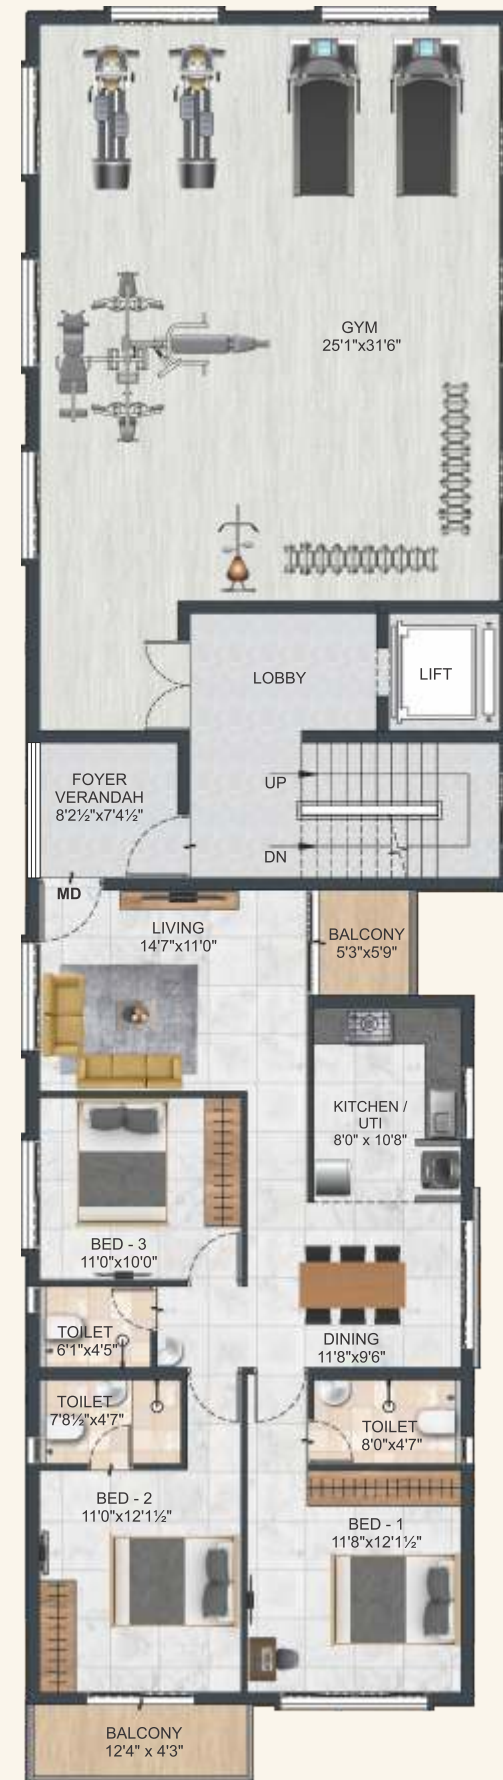 GYM
25'1"x31'6"
LOBBY
LIFT
FOYER
VERANDAH
8'2½"x7'4½"
UP
DN
MD
LIVING
14'7"x11'0"
BALCONY
5'3"x5'9"
KITCHEN /
UTI
8'0" x 10'8"
BED - 3
11'0"x10'0"
TOILET
6'1"x4'5"
DINING
11'8"x9'6"
TOILET
7'8½"x4'7"
TOILET
8'0"x4'7"
BED - 2
11'0"x12'1½"
BED - 1
11'8"x12'1½"
BALCONY
12'4" x 4'3"